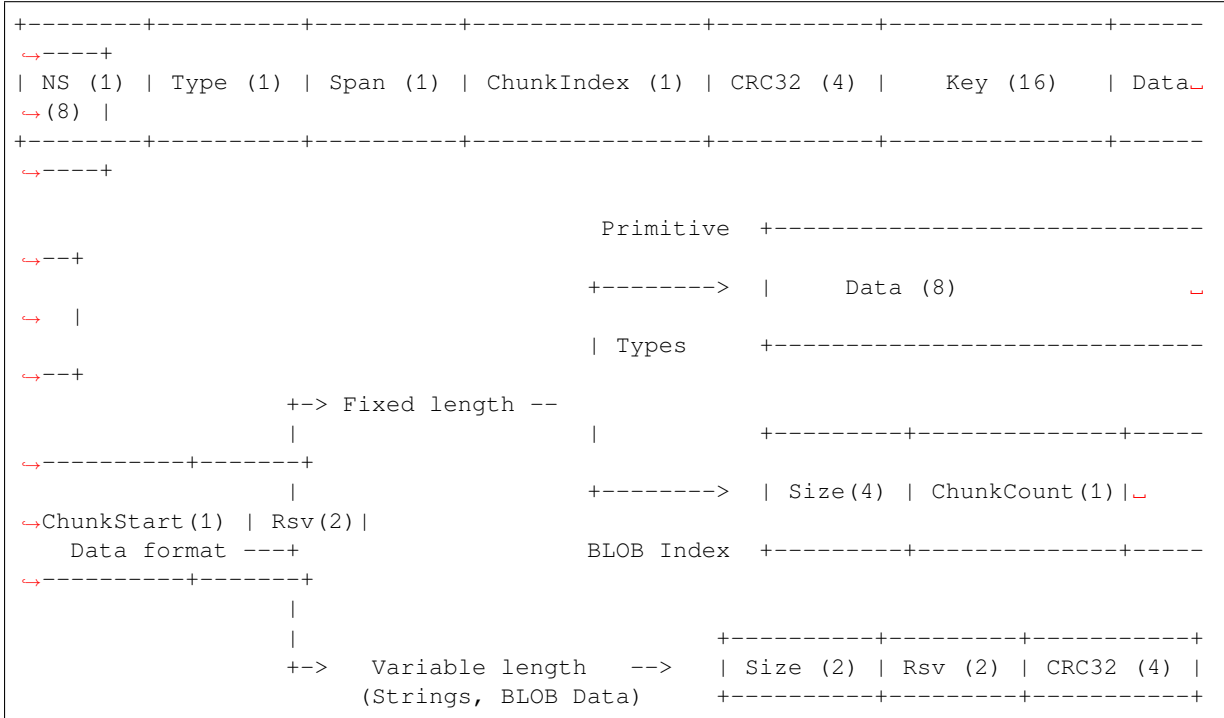 +--------+----------+----------+----------------+-----------+---------------+------
↪----+
| NS (1) | Type (1) | Span (1) | ChunkIndex (1) | CRC32 (4) |    Key (16)   | Data␣
↪(8) |
+--------+----------+----------+----------------+-----------+---------------+------
↪----+

                                         Primitive  +------------------------------
↪--+
                                        +-------->  |     Data (8)                ␣
↪  |
                                        | Types     +------------------------------
↪--+
                   +-> Fixed length --
                   |                    |           +---------+--------------+-----
↪----------+-------+
                   |                    +-------->  | Size(4) | ChunkCount(1)|␣
↪ChunkStart(1) | Rsv(2)|
    Data format ---+                    BLOB Index  +---------+--------------+-----
↪----------+-------+
                   |
                   |                             +----------+---------+-----------+
                   +->   Variable length   -->   | Size (2) | Rsv (2) | CRC32 (4) |
                        (Strings, BLOB Data)     +----------+---------+-----------+